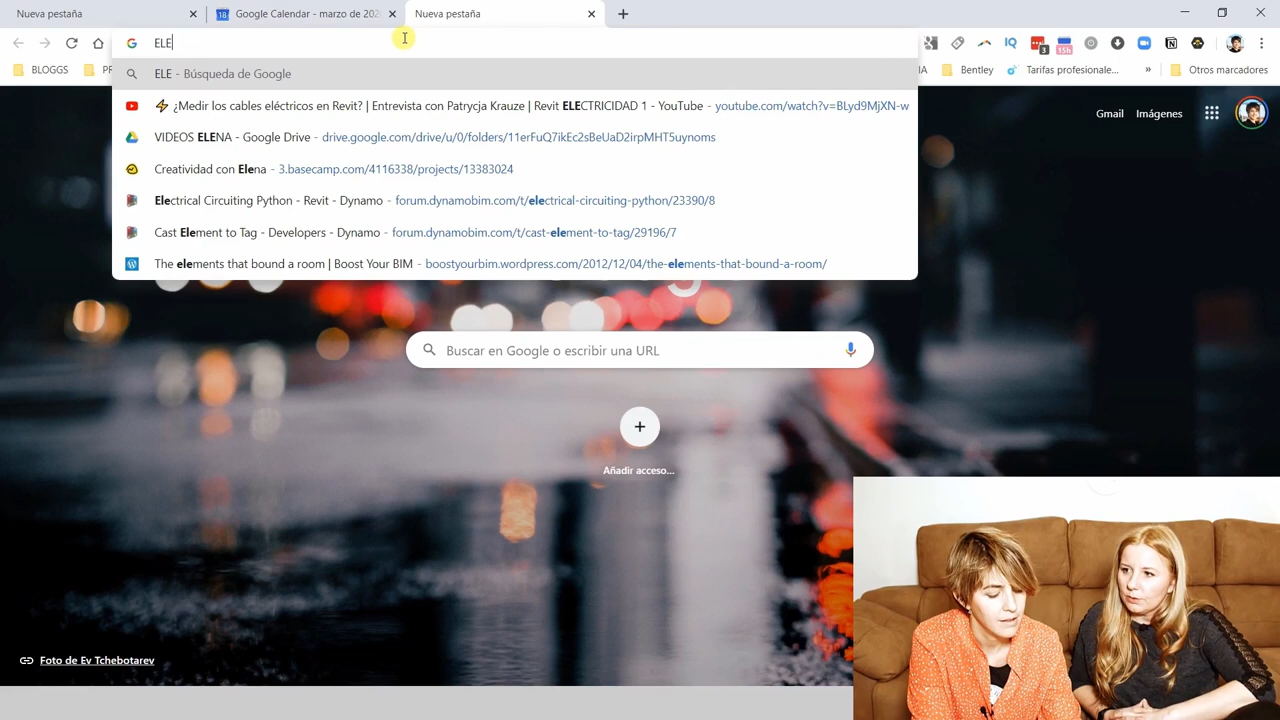 Nueva pestaña
Google Calendar - marzo de 202
Nueva pestaña
ELE
3
15h
BLOGGS
IA
Bentley
Tarifas profesionale...
»
Otros marcadores
ELE - Búsqueda de Google
⚡ ¿Medir los cables eléctricos en Revit? | Entrevista con Patrycja Krauze | Revit ELECTRICIDAD 1 - YouTube - youtube.com/watch?v=BLyd9MjXN-w
VIDEOS ELENA - Google Drive - drive.google.com/drive/u/0/folders/11erFuQ7ikEc2sBeUaD2irpMHT5uynoms
Creatividad con Elena - 3.basecamp.com/4116338/projects/13383024
Electrical Circuiting Python - Revit - Dynamo - forum.dynamobim.com/t/electrical-circuiting-python/23390/8
Cast Element to Tag - Developers - Dynamo - forum.dynamobim.com/t/cast-element-to-tag/29196/7
The elements that bound a room | Boost Your BIM - boostyourbim.wordpress.com/2012/12/04/the-elements-that-bound-a-room/
Gmail
Imágenes
Buscar en Google o escribir una URL
Añadir acceso...
Foto de Ev Tchebotarev